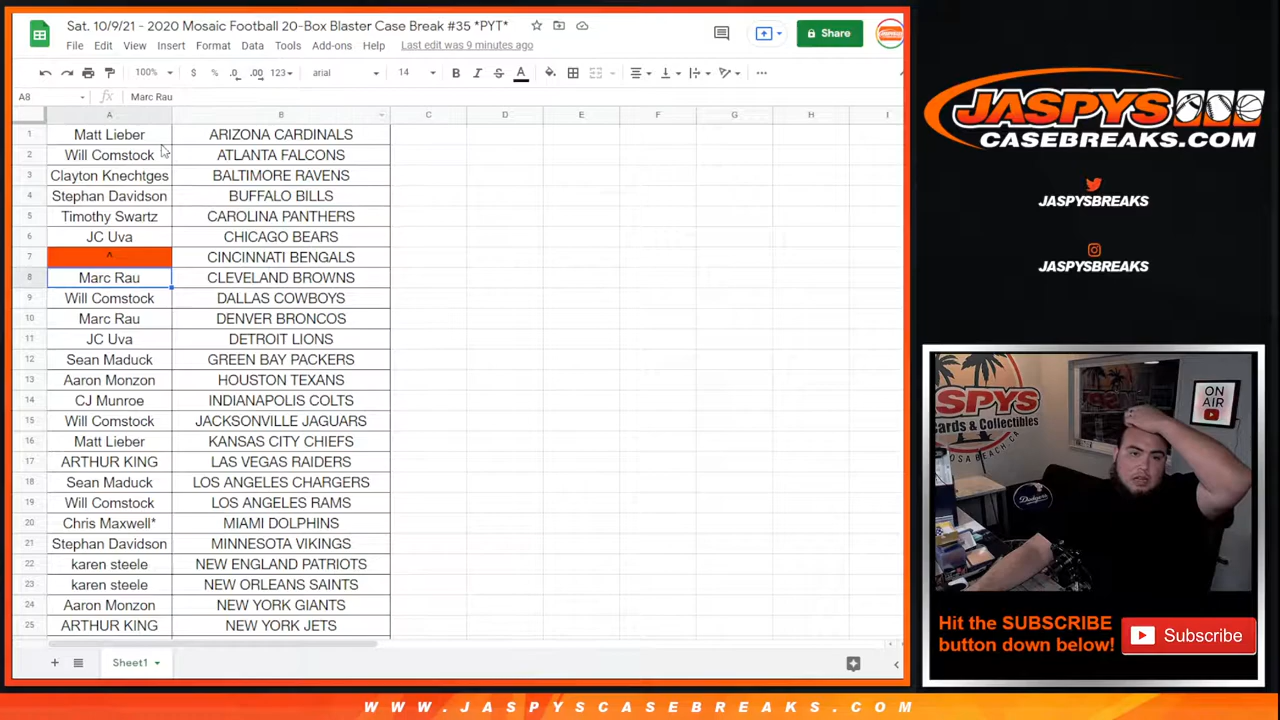 Sat. 10/9/21 - 2020 Mosaic Football 20-Box Blaster Case Break #35 *PYT*
File Edit View Insert Format Data Tools Add-ons Help Last edit was 9 minutes ago
Share
100% $ % .0 .00 123 arial 14 B I S A
A8 fx Marc Rau
A B C D E F G H I
1 Matt Lieber ARIZONA CARDINALS
2 Will Comstock ATLANTA FALCONS
3 Clayton Knechtges BALTIMORE RAVENS
4 Stephan Davidson BUFFALO BILLS
5 Timothy Swartz CAROLINA PANTHERS
6 JC Uva CHICAGO BEARS
7 ^ CINCINNATI BENGALS
8 Marc Rau CLEVELAND BROWNS
9 Will Comstock DALLAS COWBOYS
10 Marc Rau DENVER BRONCOS
11 JC Uva DETROIT LIONS
12 Sean Maduck GREEN BAY PACKERS
13 Aaron Monzon HOUSTON TEXANS
14 CJ Munroe INDIANAPOLIS COLTS
15 Will Comstock JACKSONVILLE JAGUARS
16 Matt Lieber KANSAS CITY CHIEFS
17 ARTHUR KING LAS VEGAS RAIDERS
18 Sean Maduck LOS ANGELES CHARGERS
19 Will Comstock LOS ANGELES RAMS
20 Chris Maxwell* MIAMI DOLPHINS
21 Stephan Davidson MINNESOTA VIKINGS
22 karen steele NEW ENGLAND PATRIOTS
23 karen steele NEW ORLEANS SAINTS
24 Aaron Monzon NEW YORK GIANTS
25 ARTHUR KING NEW YORK JETS
Sheet1
JASPYS
CASEBREAKS.COM
JASPYSBREAKS
JASPYSBREAKS
SPYS
Cards & Collectibles
OSA BEACH, CA
ON
AIR
Dodgers
Hit the SUBSCRIBE
button down below!
Subscribe
WWW.JASPYSCASEBREAKS.COM